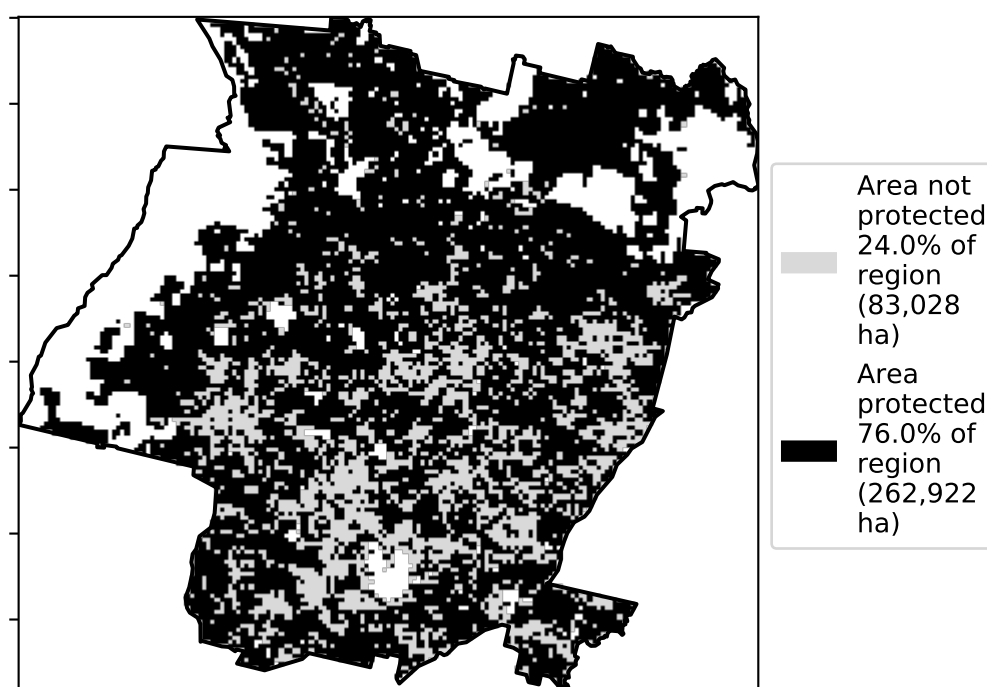 Area not
protected
24.0% of
region
(83,028
ha)
Area
protected
76.0% of
region
(262,922
ha)